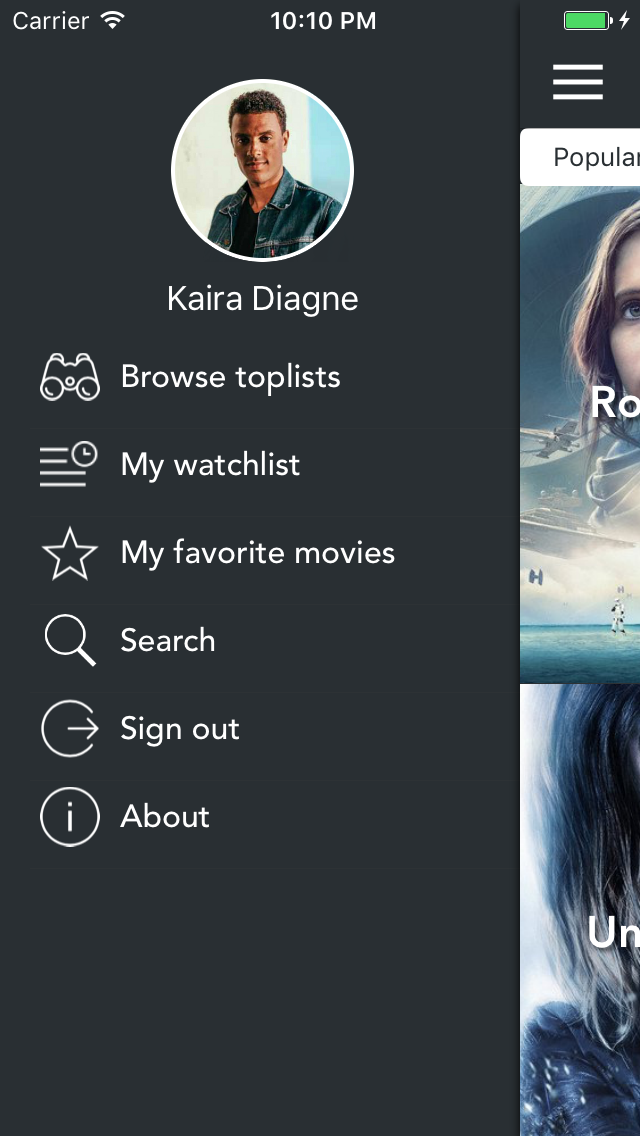 Carrier 10:10 PM
Kaira Diagne
Browse toplists
My watchlist
My favorite movies
Search
Sign out
About
Popular
Ro
Un